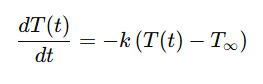 dT(t)/dt = −k (T(t) − T∞)